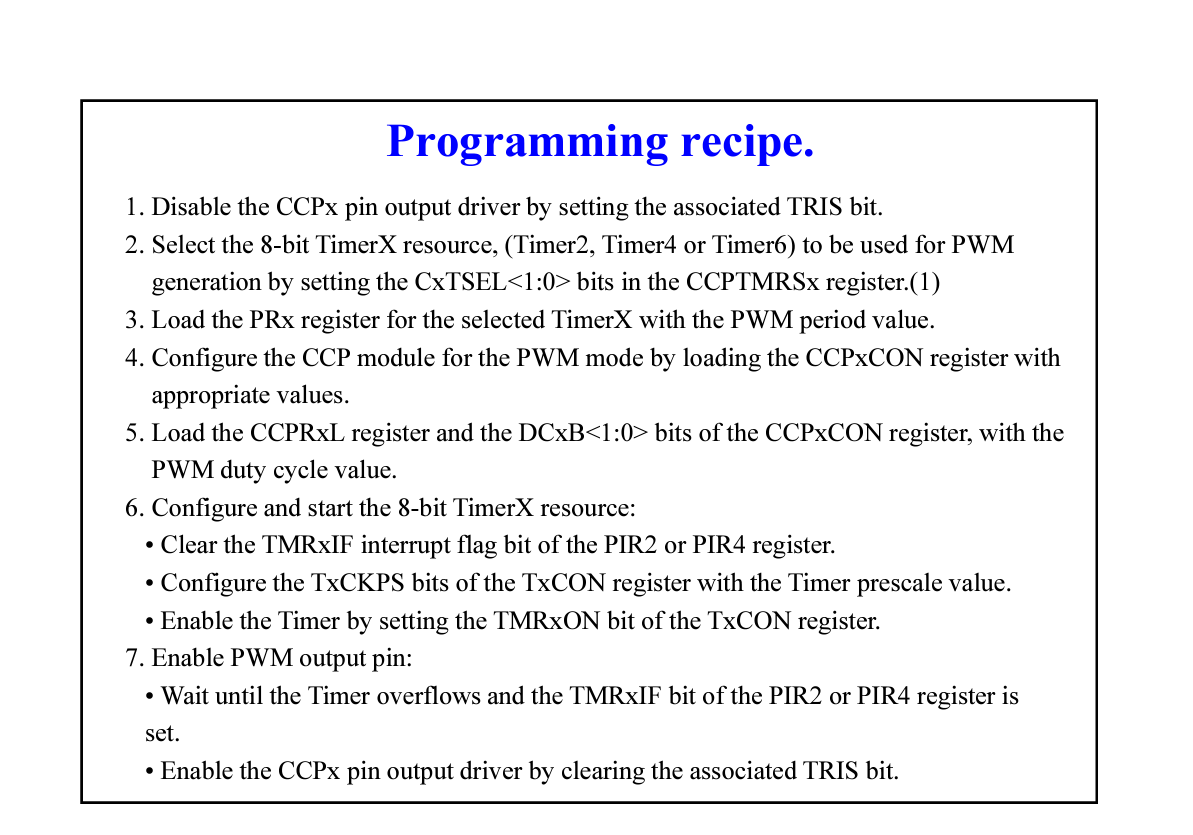 Programming recipe.
1. Disable the CCPx pin output driver by setting the associated TRIS bit.
2. Select the 8-bit TimerX resource, (Timer2, Timer4 or Timer6) to be used for PWM
generation by setting the CxTSEL<1:0> bits in the CCPTMRSx register.(1)
3. Load the PRx register for the selected TimerX with the PWM period value.
4. Configure the CCP module for the PWM mode by loading the CCPxCON register with
appropriate values.
5. Load the CCPRxL register and the DCxB<1:0> bits of the CCPxCON register, with the
PWM duty cycle value.
6. Configure and start the 8-bit TimerX resource:
• Clear the TMRxIF interrupt flag bit of the PIR2 or PIR4 register.
• Configure the TxCKPS bits of the TxCON register with the Timer prescale value.
• Enable the Timer by setting the TMRxON bit of the TxCON register.
7. Enable PWM output pin:
• Wait until the Timer overflows and the TMRxIF bit of the PIR2 or PIR4 register is
set.
• Enable the CCPx pin output driver by clearing the associated TRIS bit.